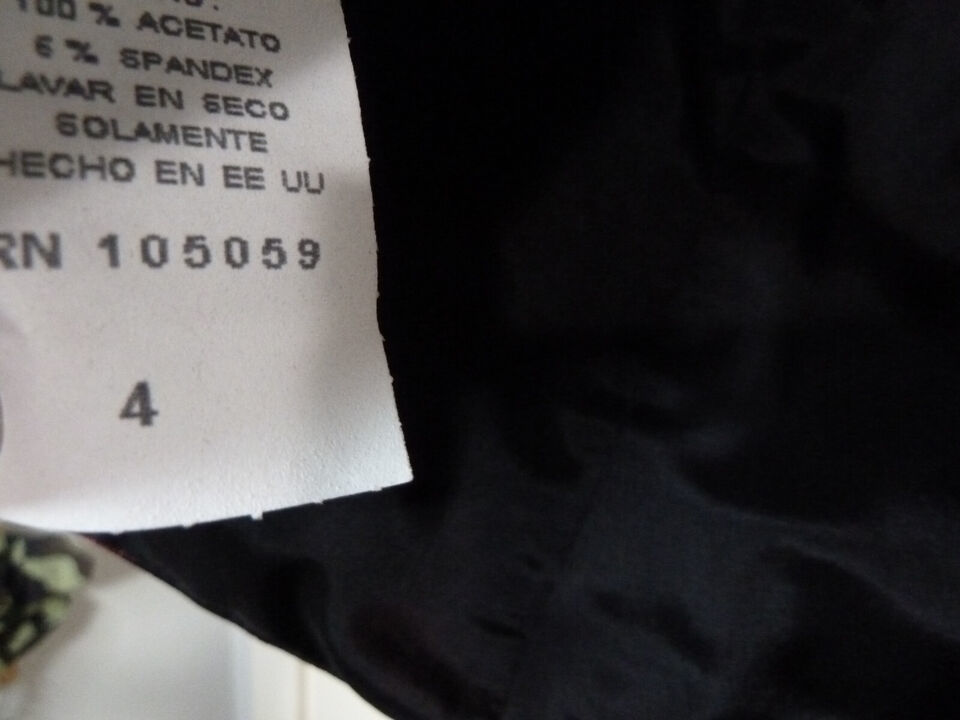 100 % ACETATO
6 % SPANDEX
LAVAR EN SECO
SOLAMENTE
HECHO EN EE UU
RN 105059
4